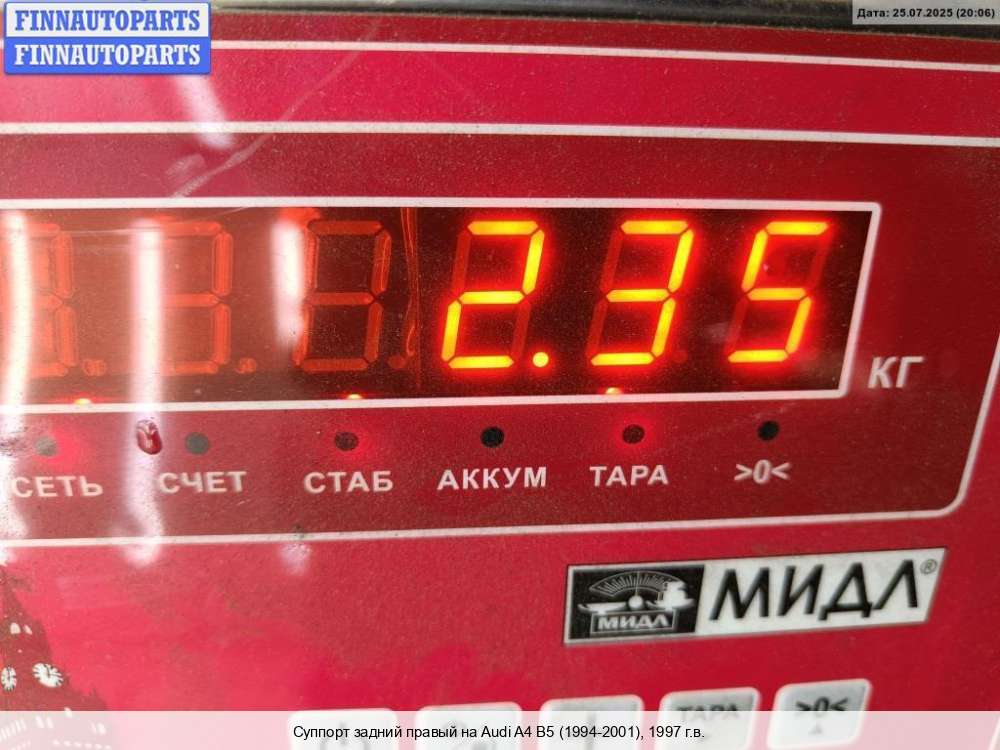 FINNAUTOPARTS
FINNAUTOPARTS
Дата: 25.07.2025 (20:06)
2.35
КГ
СЕТЬ СЧЕТ СТАБ АККУМ ТАРА >0<
МИДЛ
МИДЛ®
ТАРА >0<
Суппорт задний правый на Audi A4 B5 (1994-2001), 1997 г.в.